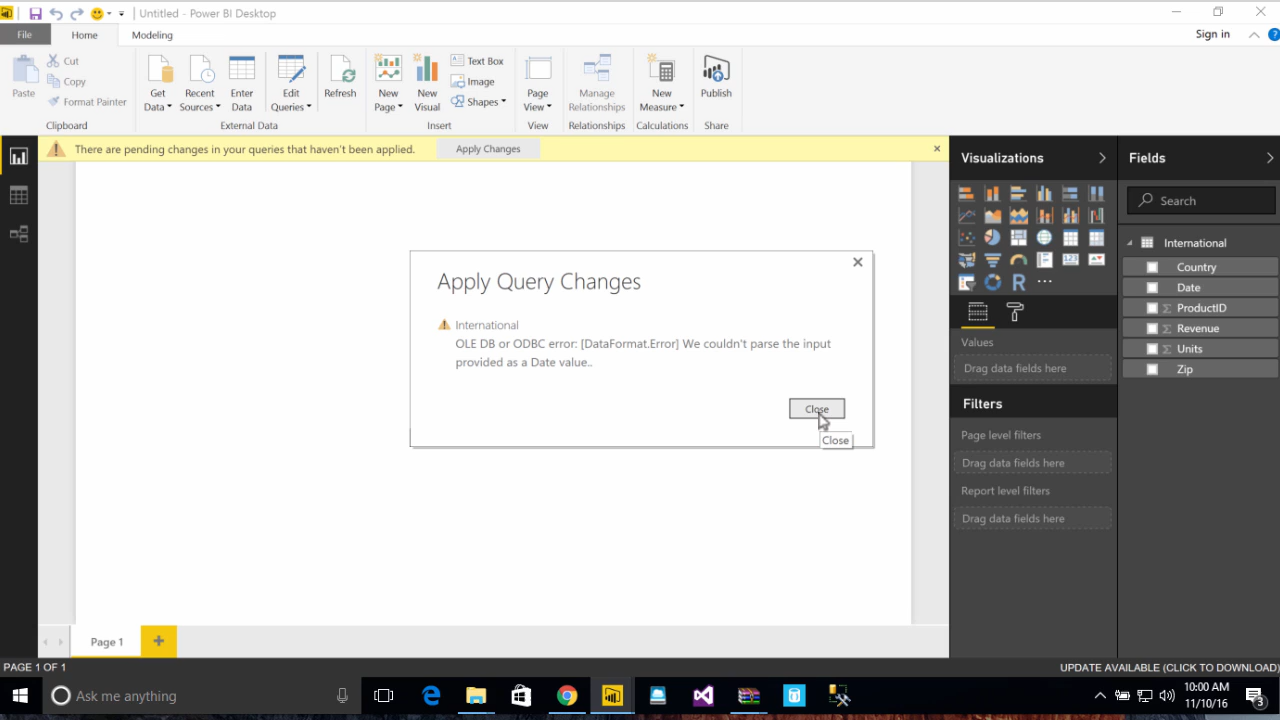 Untitled - Power BI Desktop
File
Home
Modeling
Sign in
?
Paste
Cut
Copy
Format Painter
Clipboard
Get Data
Recent Sources
Enter Data
Edit Queries
Refresh
External Data
New Page
New Visual
Text Box
Image
Shapes
Insert
Page View
View
Manage Relationships
Relationships
New Measure
Calculations
Publish
Share
There are pending changes in your queries that haven't been applied.
Apply Changes
Apply Query Changes
International
OLE DB or ODBC error: [DataFormat.Error] We couldn't parse the input
provided as a Date value..
Close
Close
Visualizations
R
Values
Drag data fields here
Filters
Page level filters
Drag data fields here
Report level filters
Drag data fields here
Fields
Search
International
Country
Date
ProductID
Revenue
Units
Zip
Page 1
PAGE 1 OF 1
UPDATE AVAILABLE (CLICK TO DOWNLOAD)
Ask me anything
10:00 AM
11/10/16
3